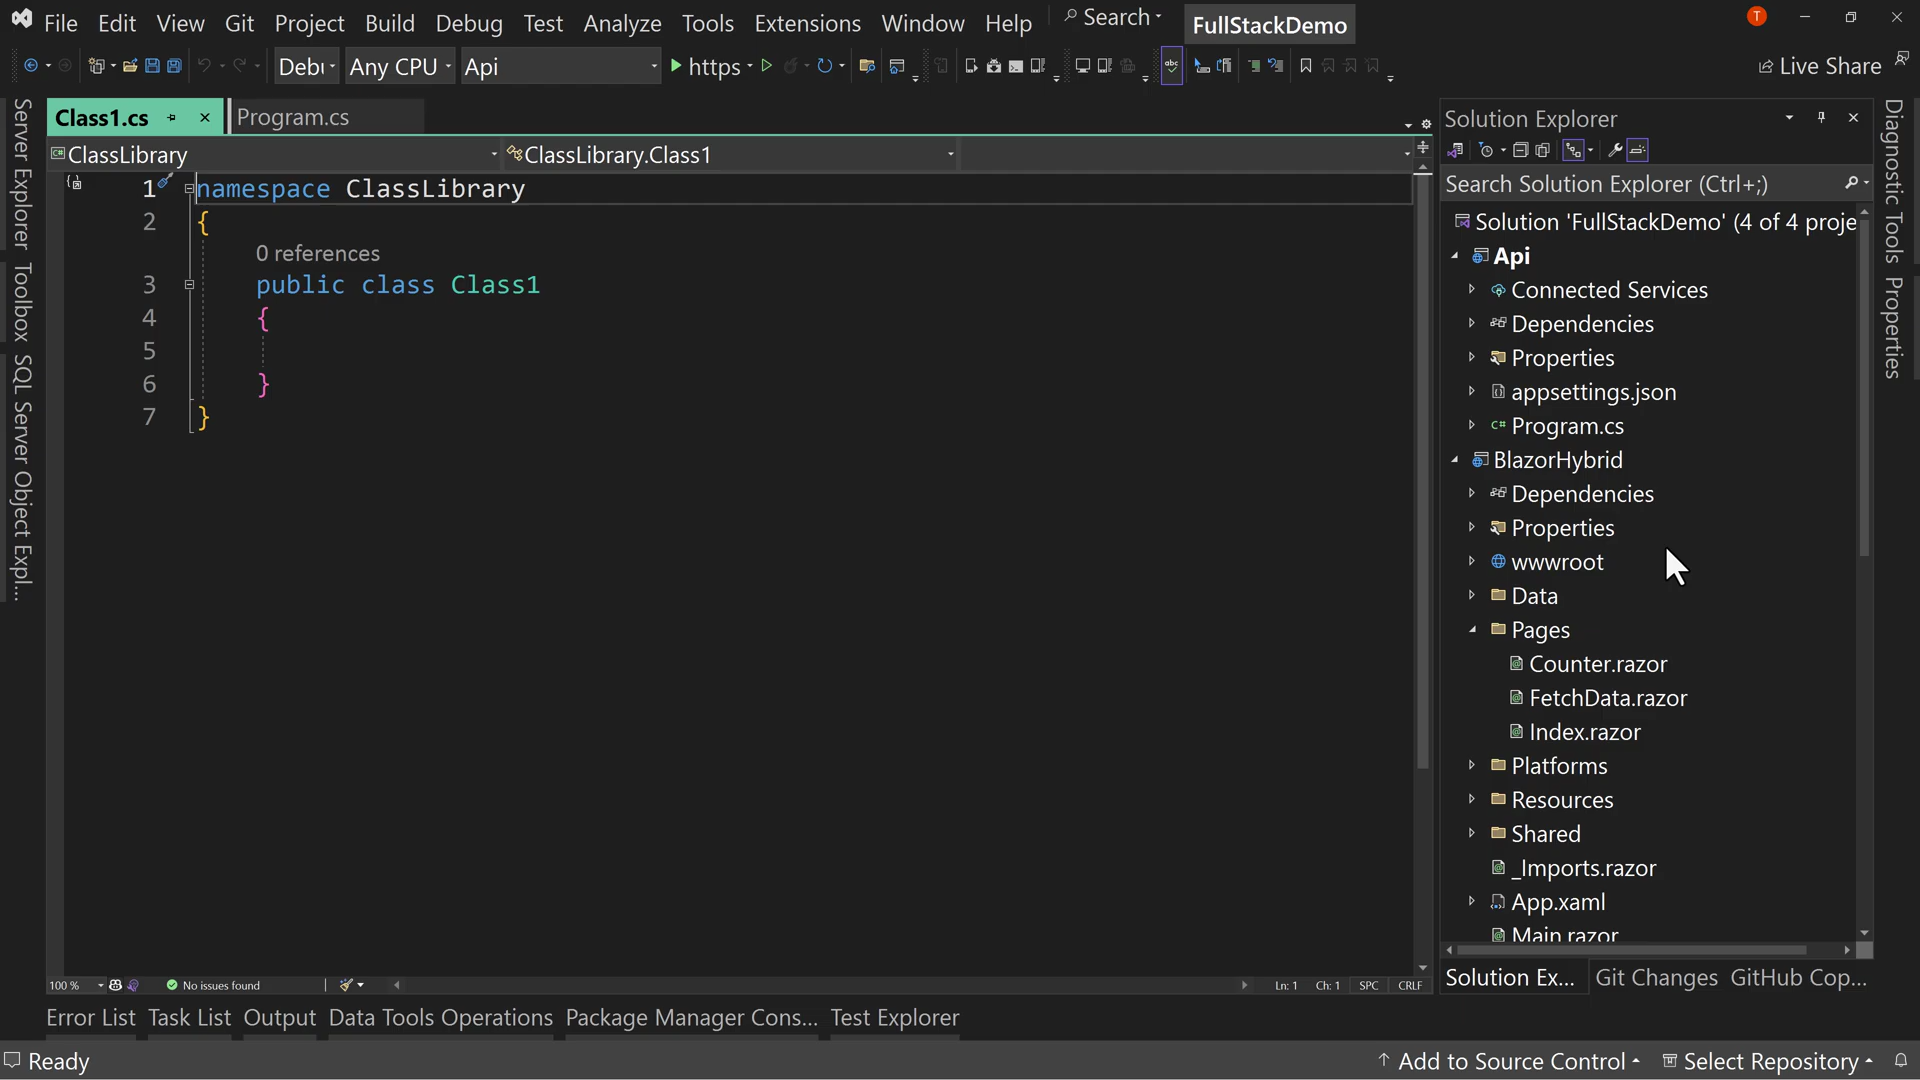 File Edit View Git Project Build Debug Test Analyze Tools Extensions Window Help Search FullStackDemo
T
Debu Any CPU Api https Live Share
abc
Server Explorer
Toolbox
SQL Server Object Expl...
Class1.cs Program.cs
ClassLibrary ClassLibrary.Class1
1 namespace ClassLibrary
2 {
0 references
3 public class Class1
4 {
5
6 }
7 }
100 % No issues found Ln: 1 Ch: 1 SPC CRLF
Solution Explorer
Search Solution Explorer (Ctrl+;)
Solution 'FullStackDemo' (4 of 4 proje
Api
Connected Services
Dependencies
Properties
appsettings.json
C# Program.cs
BlazorHybrid
Dependencies
Properties
wwwroot
Data
Pages
Counter.razor
FetchData.razor
Index.razor
Platforms
Resources
Shared
_Imports.razor
App.xaml
Main.razor
Solution Ex... Git Changes GitHub Cop...
Diagnostic Tools
Properties
Error List Task List Output Data Tools Operations Package Manager Cons... Test Explorer
Ready Add to Source Control Select Repository